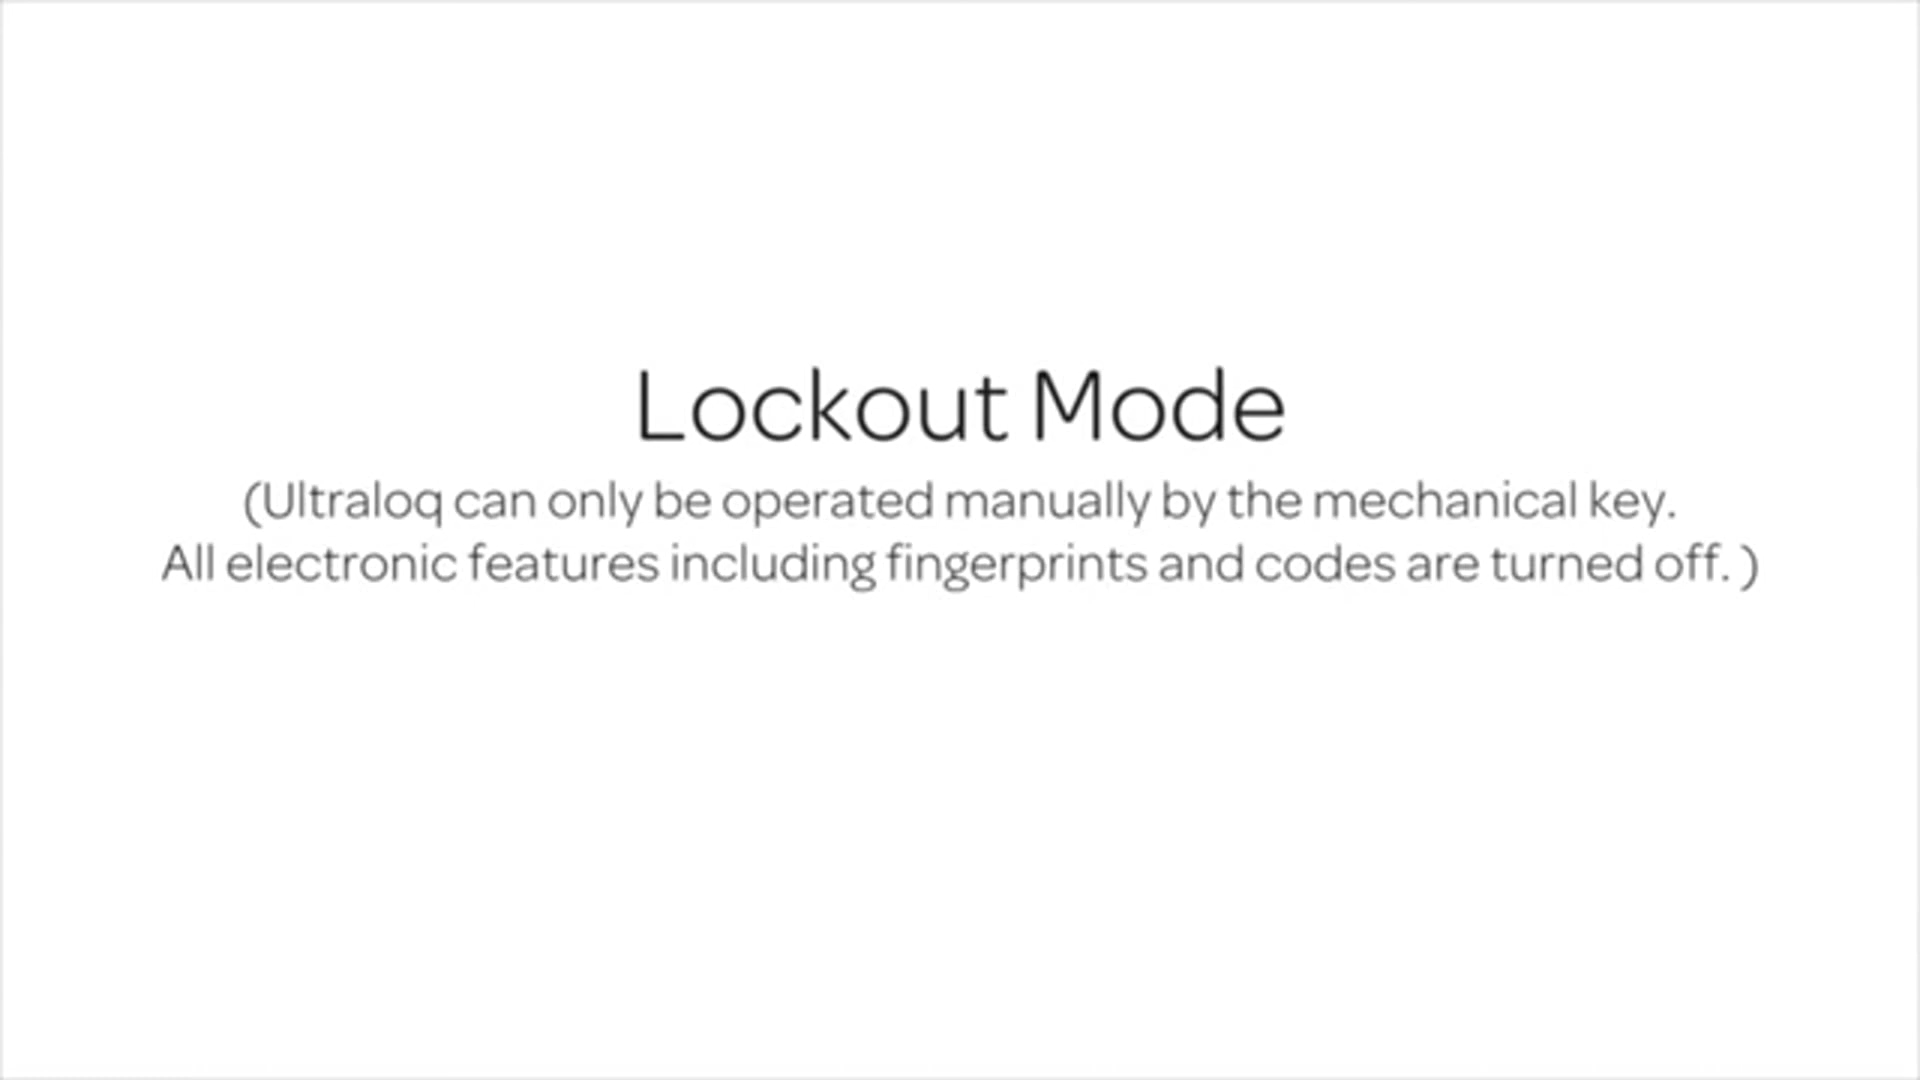 Lockout Mode
(Ultraloq can only be operated manually by the mechanical key.
All electronic features including fingerprints and codes are turned off. )